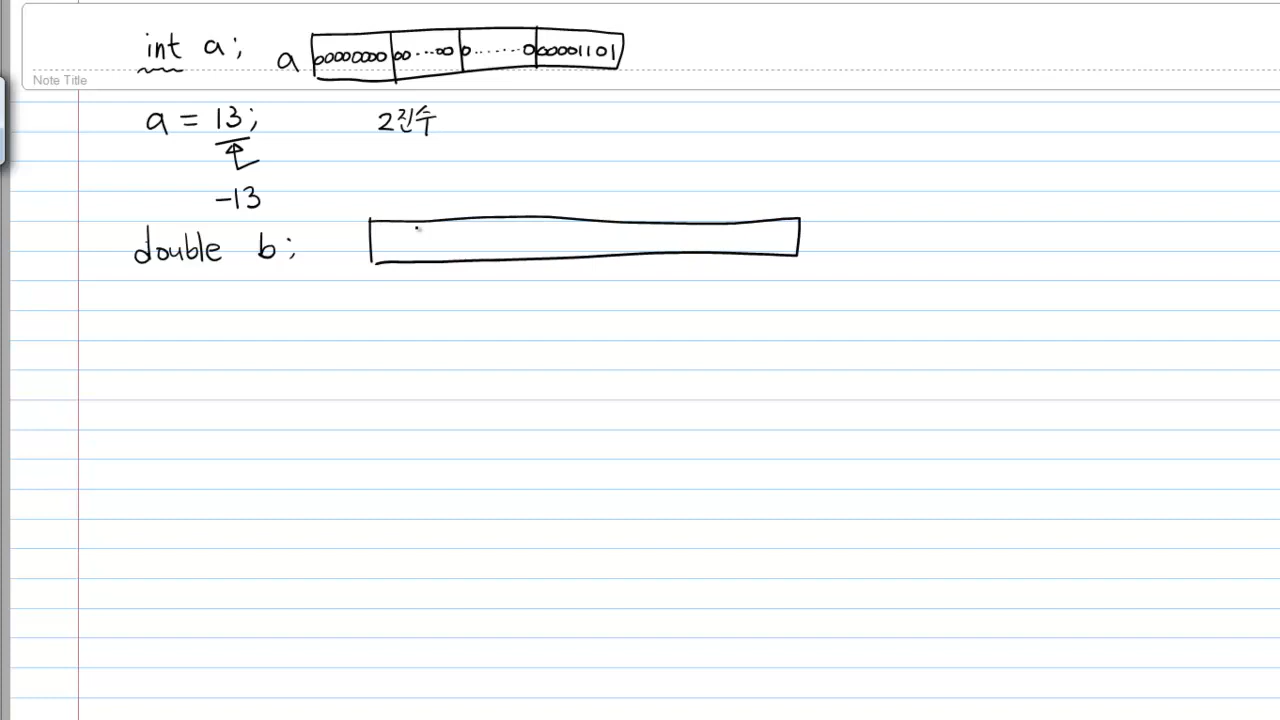 int a; a 00000000 00...00 0.......0 00001101
Note Title
a = 13; 2진수
-13
double b;